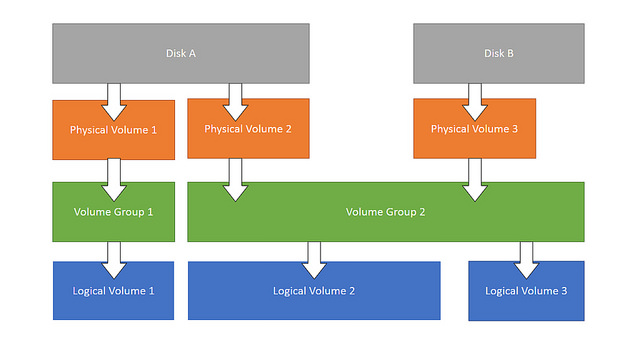 Disk A
Disk B
Physical Volume 1
Physical Volume 2
Physical Volume 3
Volume Group 1
Volume Group 2
Logical Volume 1
Logical Volume 2
Logical Volume 3